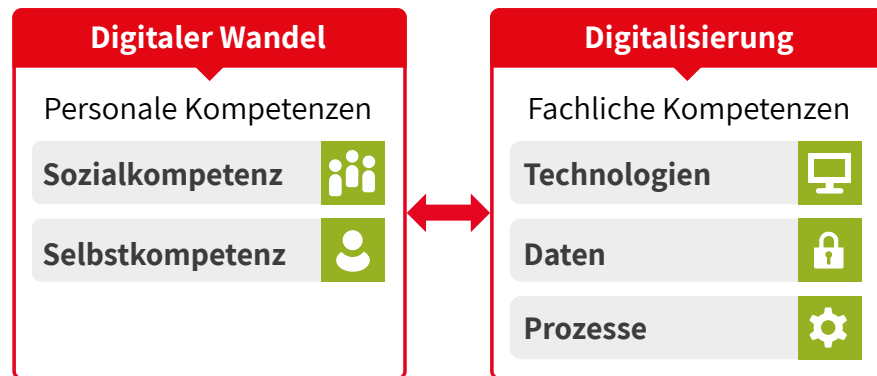 Digitaler Wandel
Personale Kompetenzen
Sozialkompetenz
Selbstkompetenz
Digitalisierung
Fachliche Kompetenzen
Technologien
Daten
Prozesse